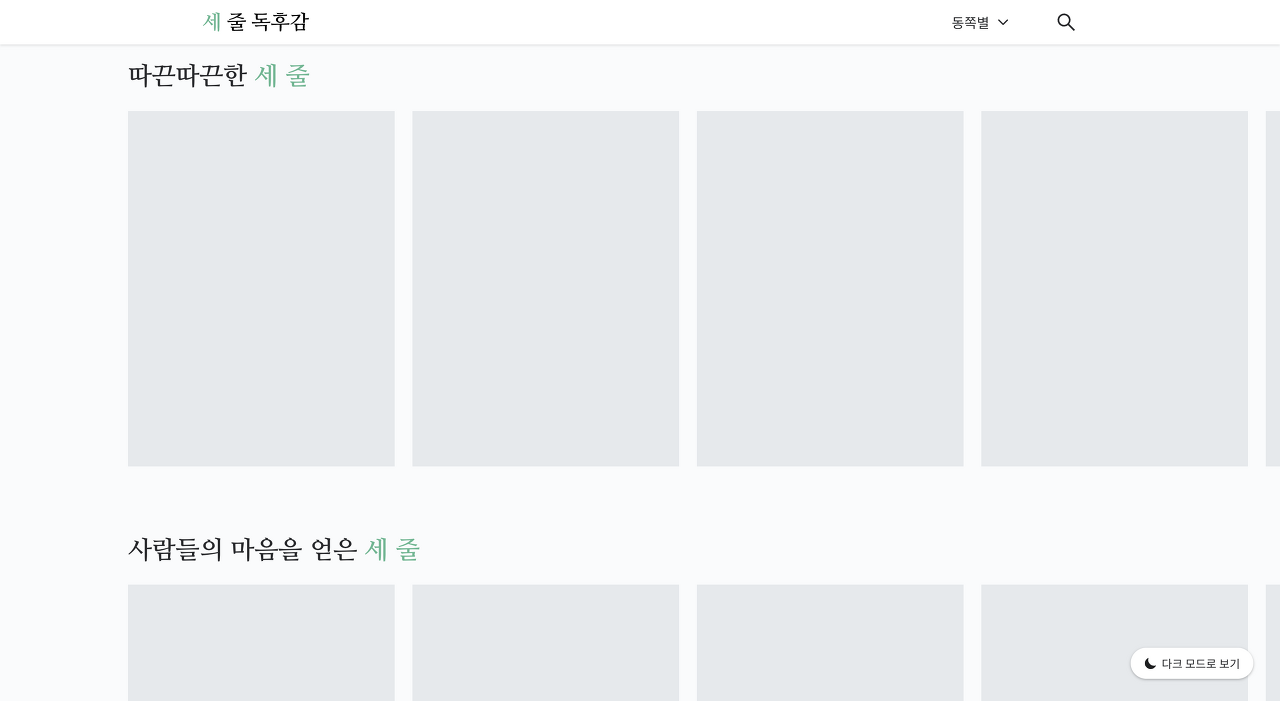 세 줄 독후감
동쪽별
따끈따끈한 세 줄
사람들의 마음을 얻은 세 줄
다크 모드로 보기